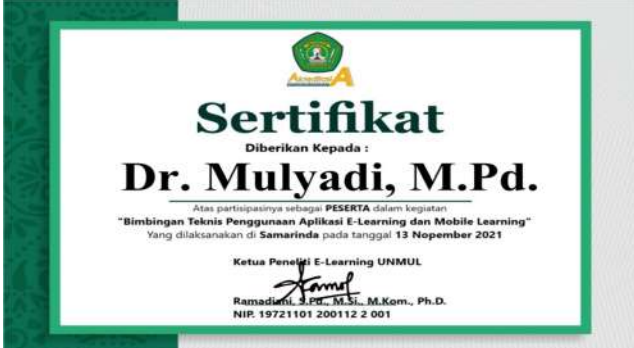 Akreditasi A
Sertifikat
Diberikan Kepada :
Dr. Mulyadi, M.Pd.
Atas partisipasinya sebagai PESERTA dalam kegiatan
"Bimbingan Teknis Penggunaan Aplikasi E-Learning dan Mobile Learning"
Yang dilaksanakan di Samarinda pada tanggal 13 Nopember 2021
Ketua Peneliti E-Learning UNMUL
Ramadiani, S.Pd., M.Si., M.Kom., Ph.D.
NIP. 19721101 200112 2 001